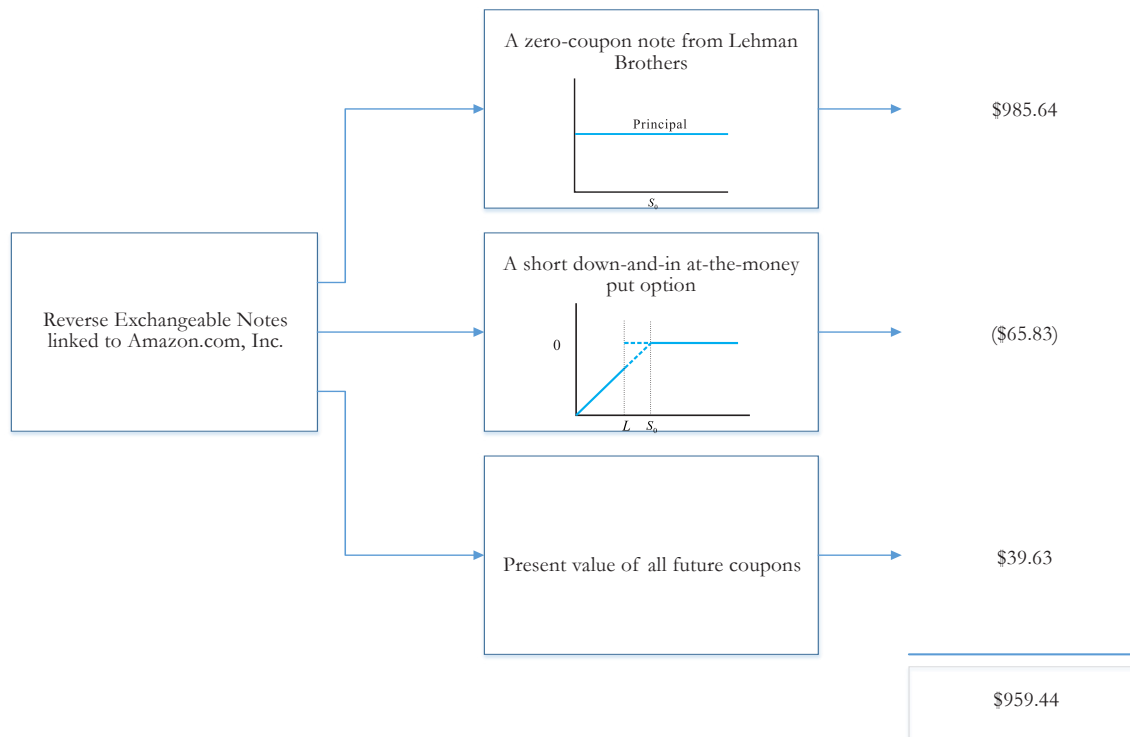 A zero-coupon note from Lehman
Brothers
Principal
S₀
$985.64
Reverse Exchangeable Notes
linked to Amazon.com, Inc.
A short down-and-in at-the-money
put option
0
L S₀
($65.83)
Present value of all future coupons
$39.63
$959.44